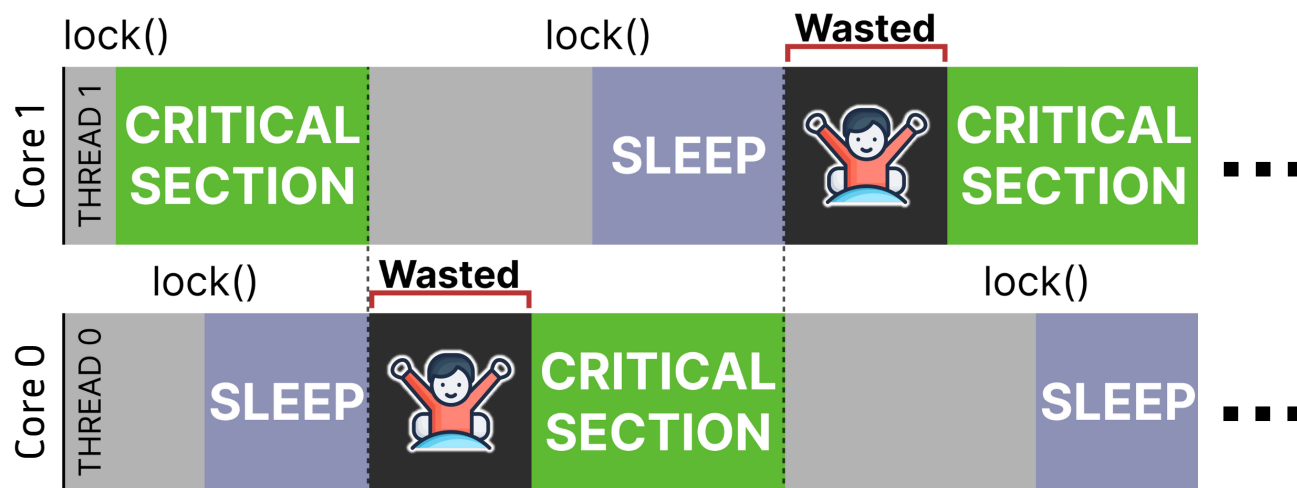 lock()
lock()
Wasted
Core 1
THREAD 1
CRITICAL
SECTION
SLEEP
CRITICAL
SECTION
...
lock()
Wasted
lock()
Core 0
THREAD 0
SLEEP
CRITICAL
SECTION
SLEEP
...